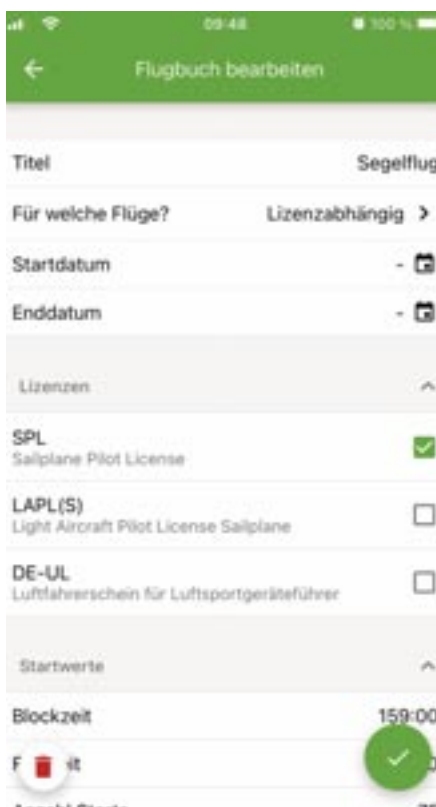 09:48 100 %
Flugbuch bearbeiten
Titel Segelflug
Für welche Flüge? Lizenzabhängig
Startdatum -
Enddatum -
Lizenzen
SPL
Sailplane Pilot License
LAPL(S)
Light Aircraft Pilot License Sailplane
DE-UL
Luftfahrerschein für Luftsportgeräteführer
Startwerte
Blockzeit 159:00